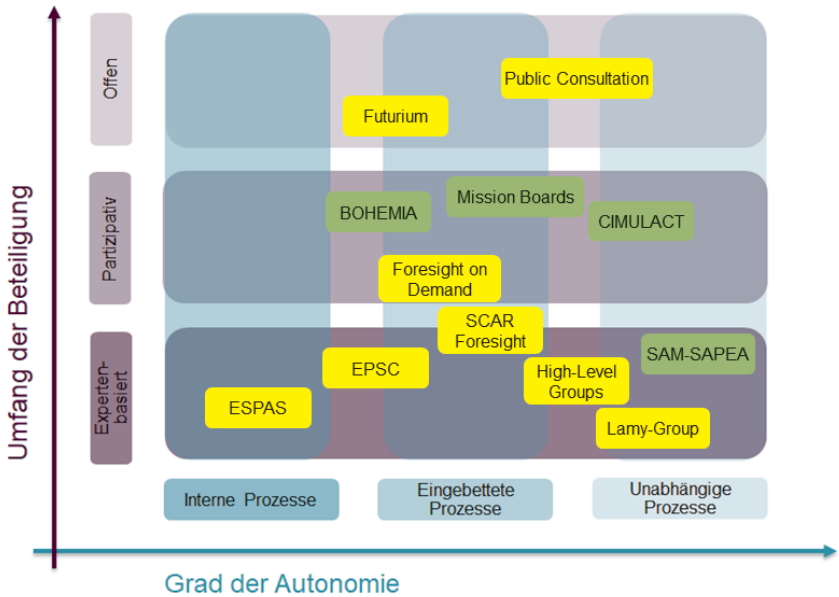 Umfang der Beteiligung
Offen
Public Consultation
Futurium
Partizipativ
BOHEMIA
Mission Boards
CIMULACT
Foresight on
Demand
SCAR
Foresight
Experten-
basiert
EPSC
ESPAS
High-Level
Groups
SAM-SAPEA
Lamy-Group
Interne Prozesse
Eingebettete
Prozesse
Unabhängige
Prozesse
Grad der Autonomie